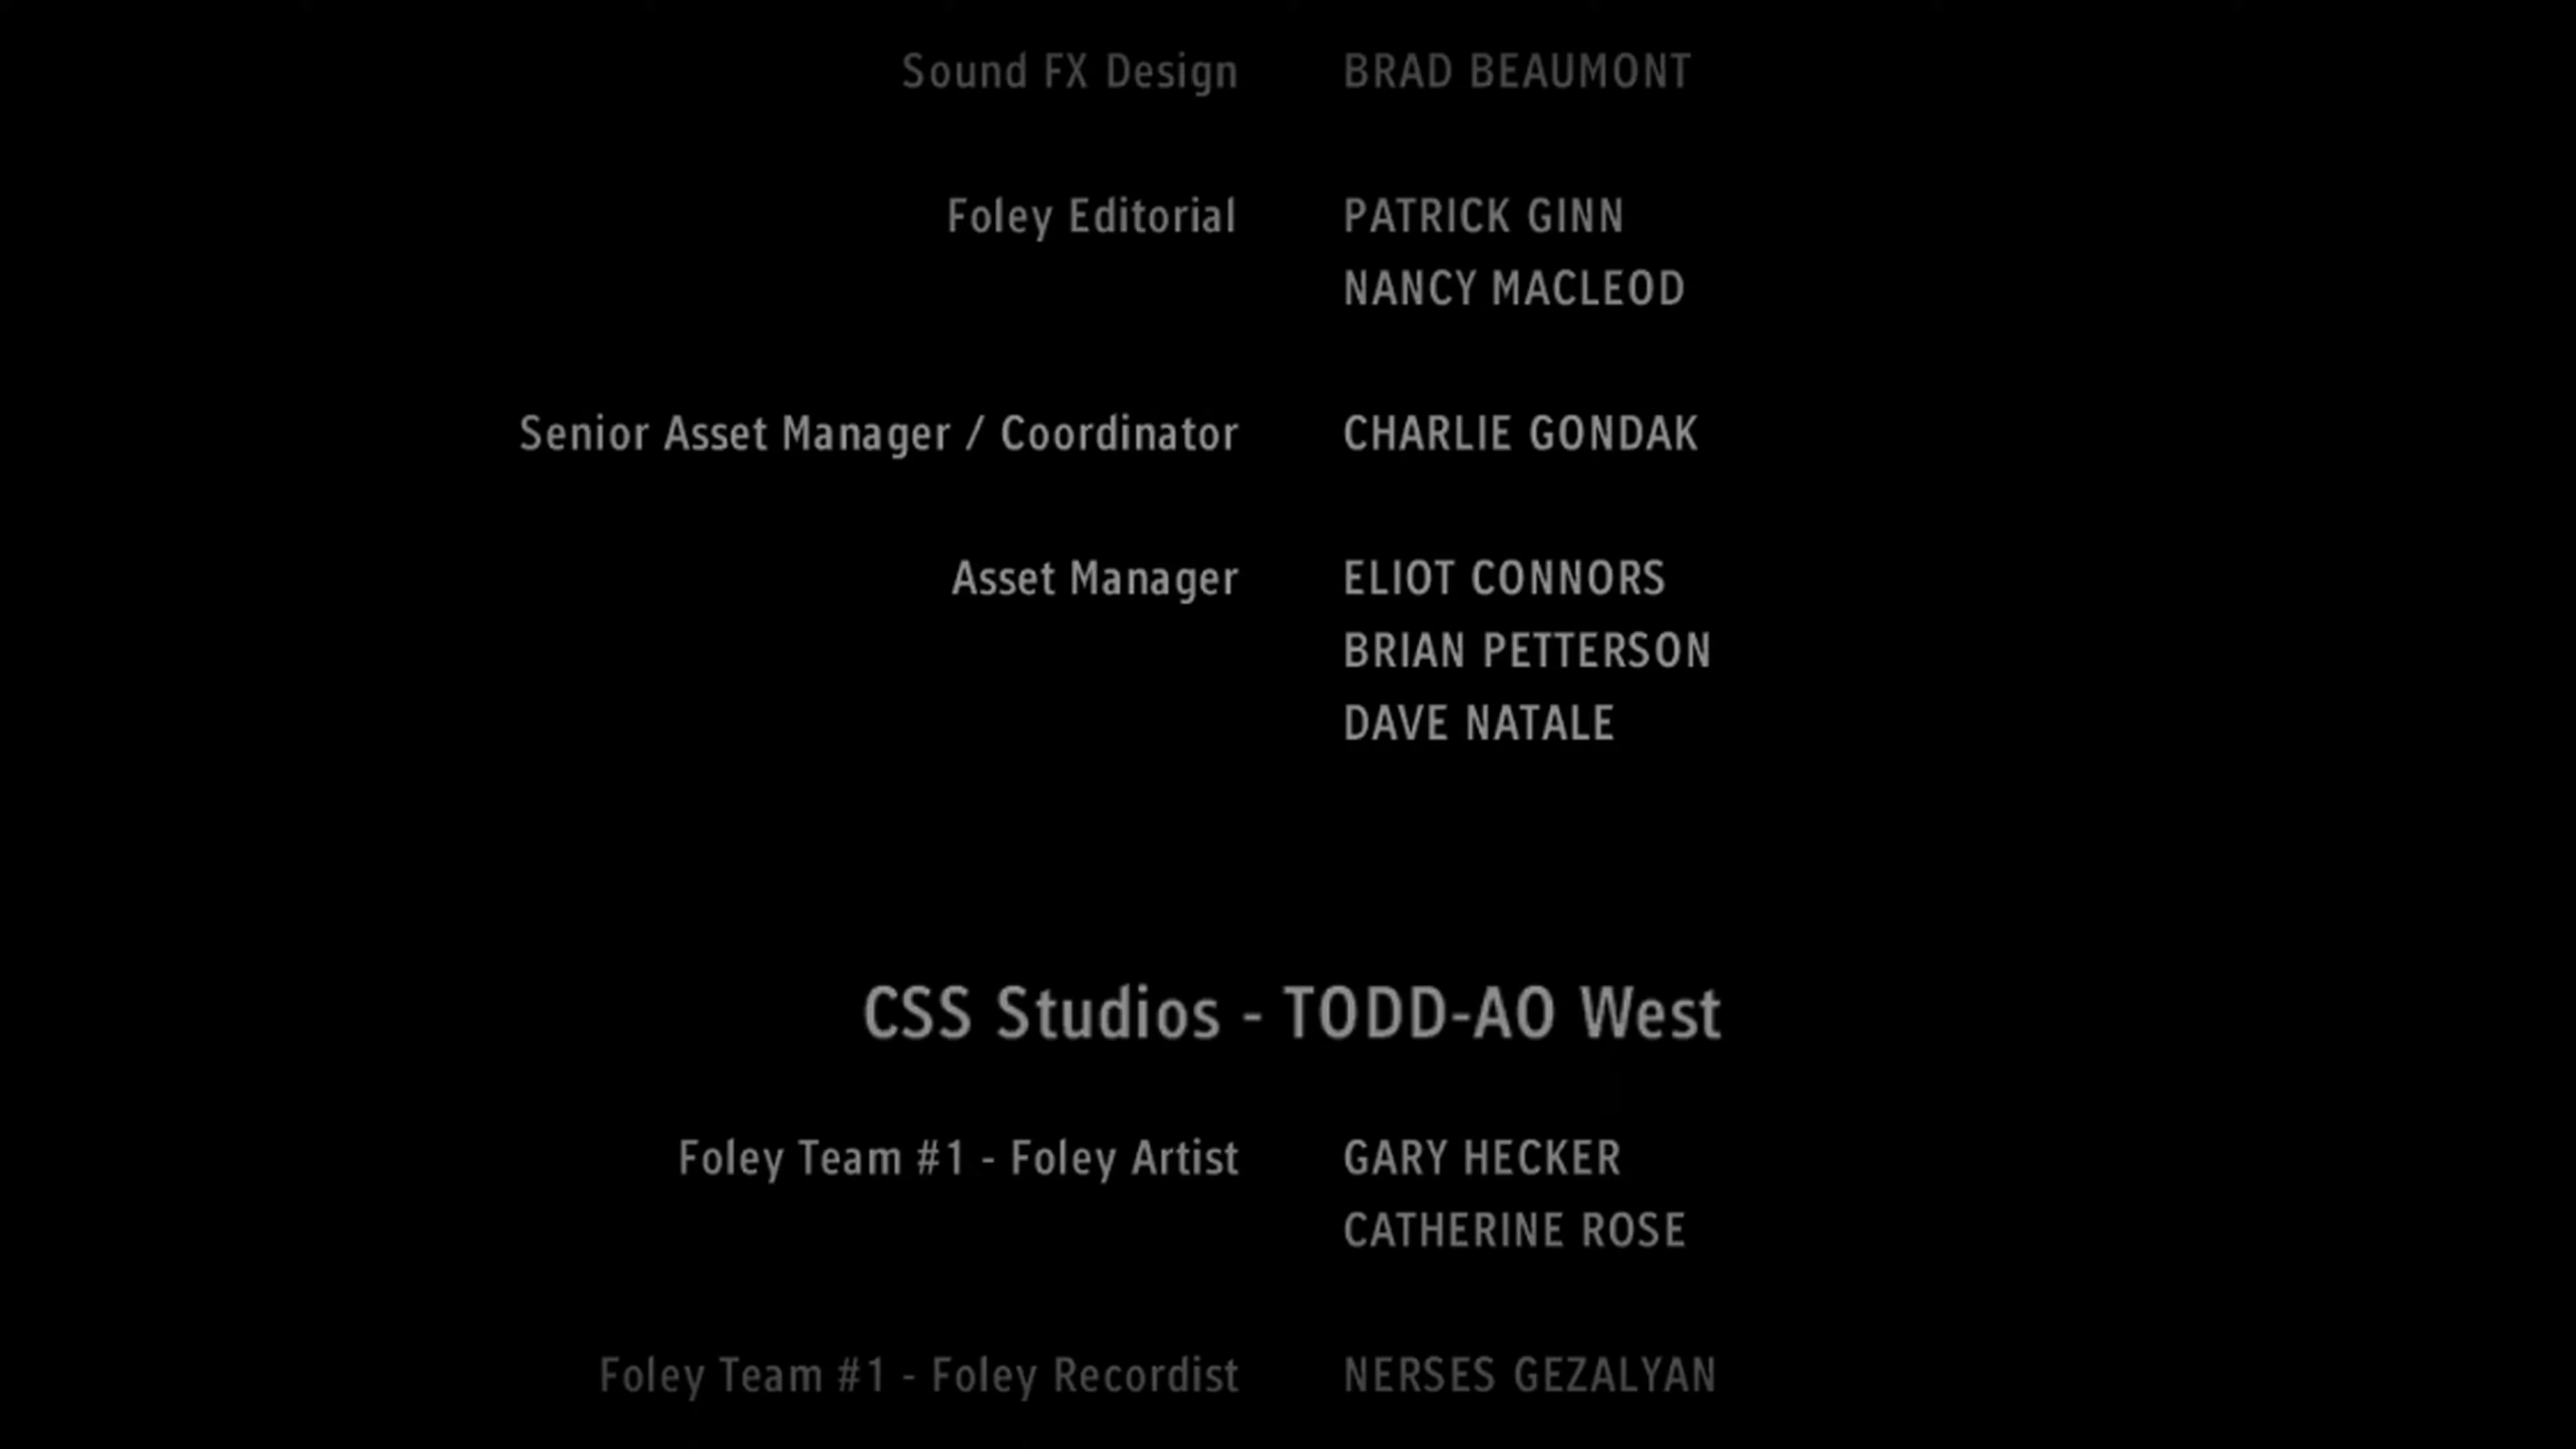 Sound FX Design BRAD BEAUMONT
Foley Editorial PATRICK GINN
NANCY MACLEOD
Senior Asset Manager / Coordinator CHARLIE GONDAK
Asset Manager ELIOT CONNORS
BRIAN PETTERSON
DAVE NATALE
CSS Studios - TODD-AO West
Foley Team #1 - Foley Artist GARY HECKER
CATHERINE ROSE
Foley Team #1 - Foley Recordist NERSES GEZALYAN